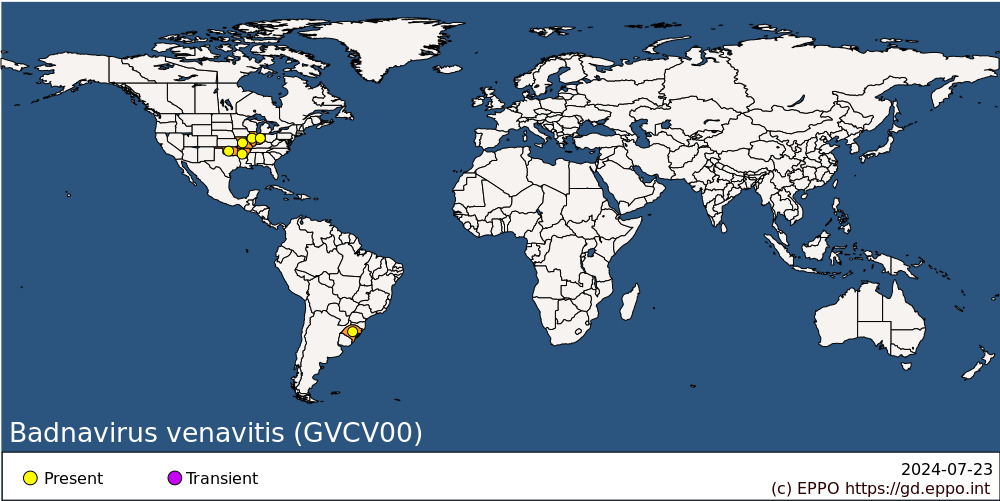 Badnavirus venavitis (GVCV00)
Present
Transient
2024-07-23
(c) EPPO https://gd.eppo.int